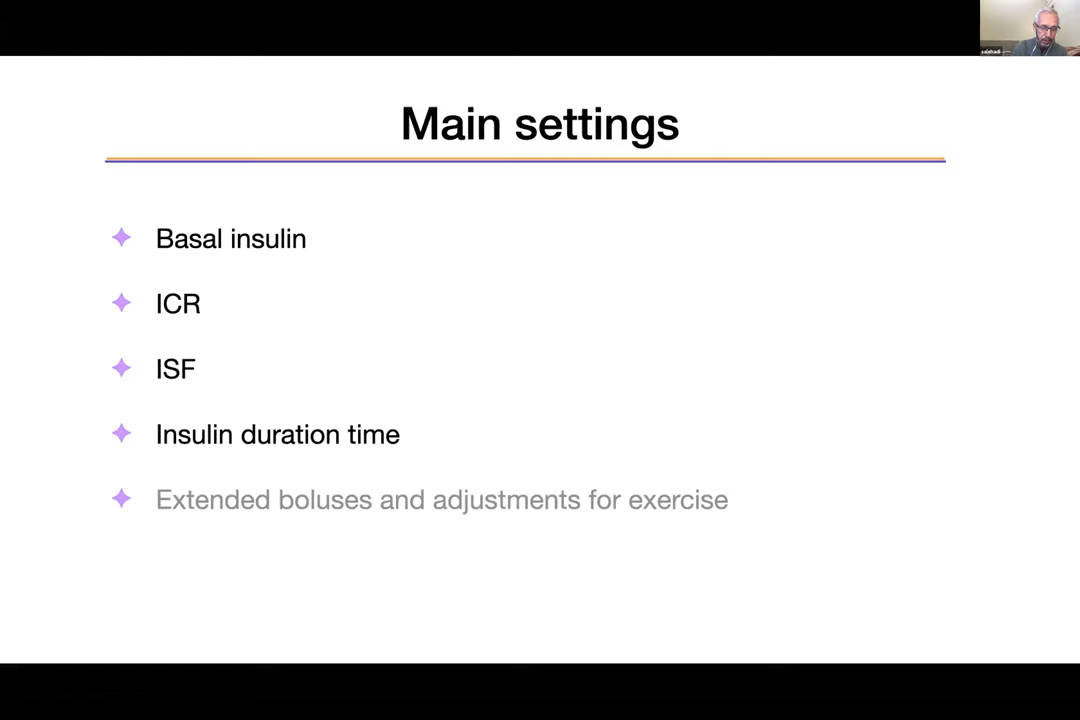 Main settings
Basal insulin
ICR
ISF
Insulin duration time
Extended boluses and adjustments for exercise